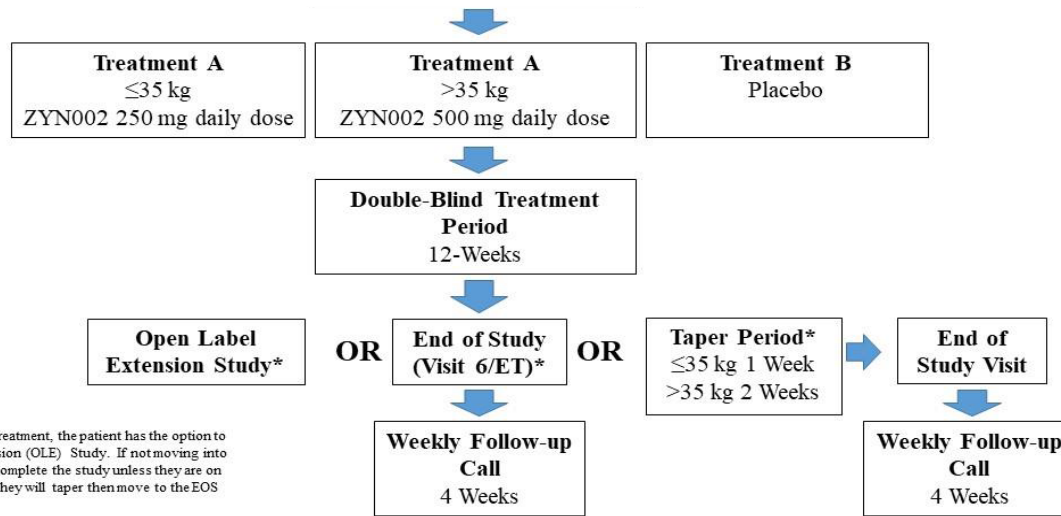 Treatment A
≤35 kg
ZYN002 250 mg daily dose
Treatment A
>35 kg
ZYN002 500 mg daily dose
Treatment B
Placebo
Double-Blind Treatment
Period
12-Weeks
Open Label
Extension Study*
OR
End of Study
(Visit 6/ET)*
OR
Taper Period*
≤35 kg 1 Week
>35 kg 2 Weeks
End of
Study Visit
Weekly Follow-up
Call
4 Weeks
Weekly Follow-up
Call
4 Weeks
reatment, the patient has the option to
sion (OLE) Study. If not moving into
omplete the study unless they are on
hey will taper then move to the EOS